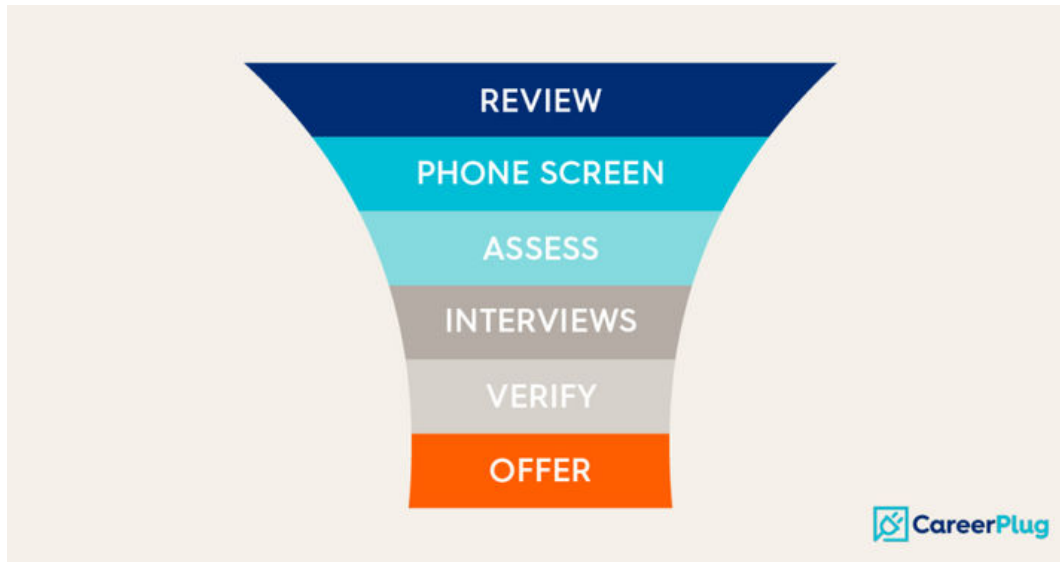 REVIEW
PHONE SCREEN
ASSESS
INTERVIEWS
VERIFY
OFFER
CareerPlug